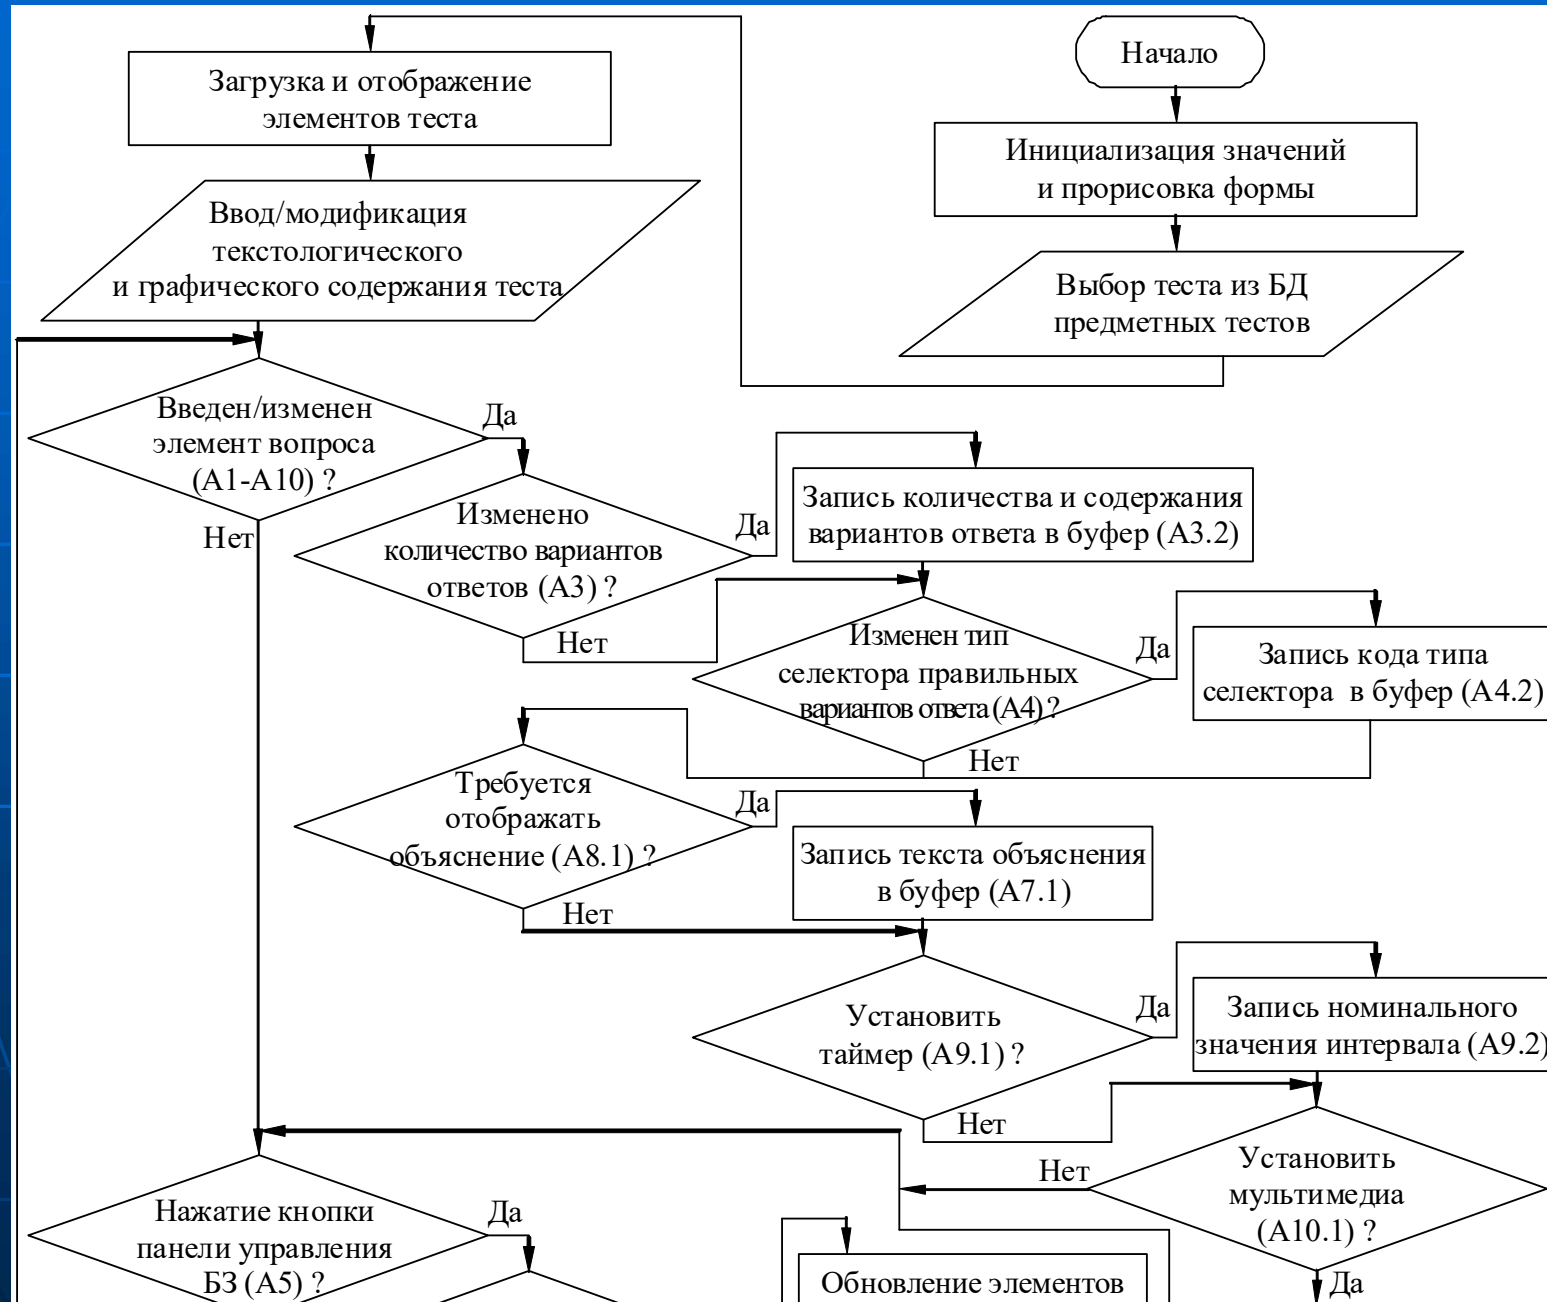 Начало
Инициализация значений
и прорисовка формы
Выбор теста из БД
предметных тестов
Загрузка и отображение
элементов теста
Ввод/модификация
текстологического
и графического содержания теста
Введен/изменен
элемент вопроса
(А1-А10) ?
Да
Нет
Изменено
количество вариантов
ответов (А3) ?
Да
Нет
Запись количества и содержания
вариантов ответа в буфер (А3.2)
Изменен тип
селектора правильных
вариантов ответа (А4) ?
Да
Нет
Запись кода типа
селектора в буфер (А4.2)
Требуется
отображать
объяснение (А8.1) ?
Да
Нет
Запись текста объяснения
в буфер (А7.1)
Установить
таймер (А9.1) ?
Да
Нет
Запись номинального
значения интервала (А9.2)
Установить
мультимедиа
(А10.1) ?
Нет
Да
Нажатие кнопки
панели управления
БЗ (А5) ?
Да
Обновление элементов